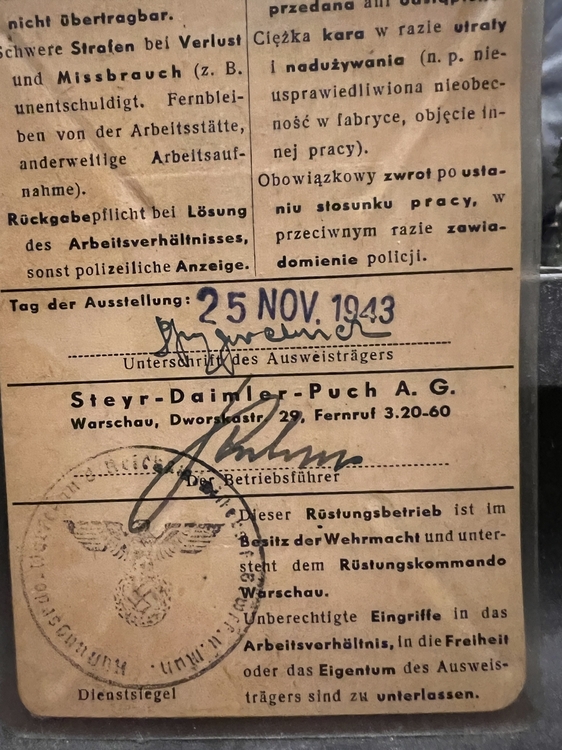 nicht übertragbar.
Schwere Strafen bei Verlust
und Missbrauch (z. B.
unentschuldigt. Fernblei-
ben von der Arbeitsstätte,
anderweitige Arbeitsauf-
nahme).
Rückgabepflicht bei Lösung
des Arbeitsverhältnisses,
sonst polizeiliche Anzeige.
przedana ani
Ciężka kara w razie utraty
i nadużywania (n. p. nie-
usprawiedliwiona nieobec-
ność w fabryce, objęcie in-
nej pracy).
Obowiązkowy zwrot po usta-
niu stosunku pracy, w
przeciwnym razie zawia-
domienie policji.
Tag der Ausstellung: 25 NOV. 1943
Unterschrift des Ausweisträgers
Steyr-Daimler-Puch A. G.
Warschau, Dworskastr. 29, Fernruf 3.20-60
Der Betriebsführer
Dieser Rüstungsbetrieb ist im
Besitz der Wehrmacht und unter-
steht dem Rüstungskommando
Warschau.
Unberechtigte Eingriffe in das
Arbeitsverhältnis, in die Freiheit
oder das Eigentum des Ausweis-
trägers sind zu unterlassen.
Dienstsiegel